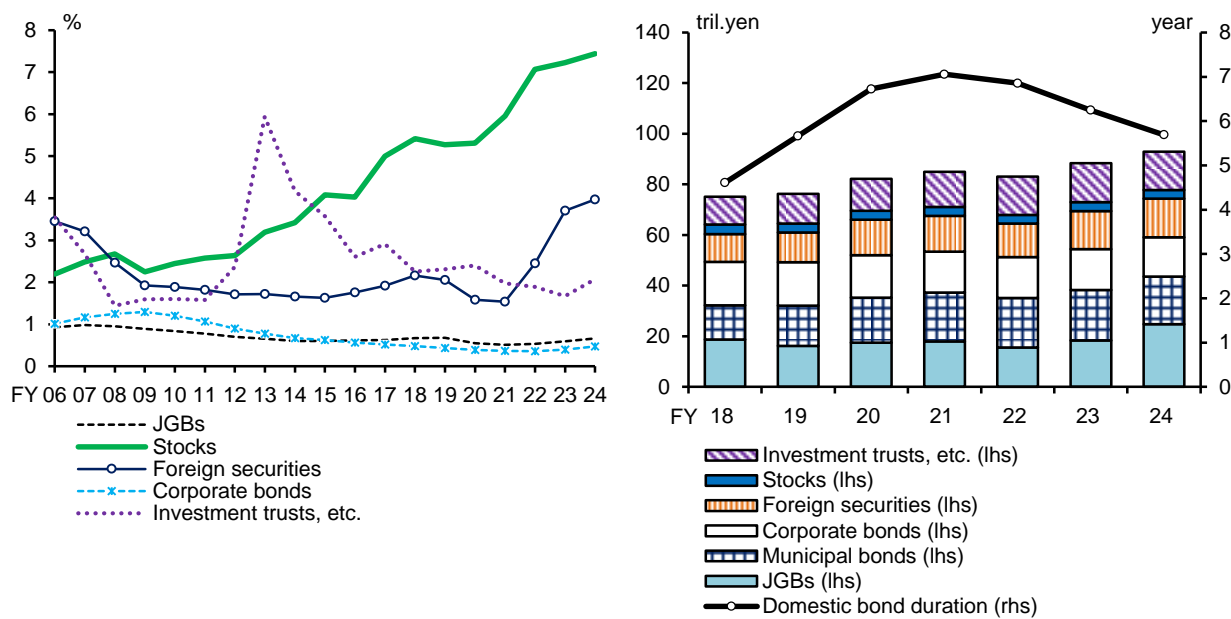 %
8
7
6
5
4
3
2
1
0
FY 06 07 08 09 10 11 12 13 14 15 16 17 18 19 20 21 22 23 24
JGBs
Stocks
Foreign securities
Corporate bonds
Investment trusts, etc.
tril.yen
year
140
120
100
80
60
40
20
0
8
7
6
5
4
3
2
1
0
FY 18 19 20 21 22 23 24
Investment trusts, etc. (lhs)
Stocks (lhs)
Foreign securities (lhs)
Corporate bonds (lhs)
Municipal bonds (lhs)
JGBs (lhs)
Domestic bond duration (rhs)